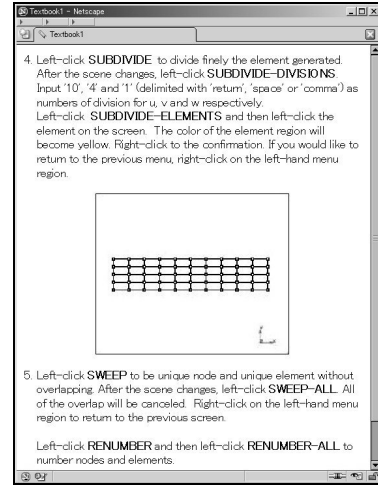 Textbook1 - Netscape
Textbook1
4. Left-click SUBDIVIDE to divide finely the element generated.
After the scene changes, left-click SUBDIVIDE-DIVISIONS.
Input '10', '4' and '1' (delimited with 'return', 'space' or 'comma') as
numbers of division for u, v and w respectively.
Left-click SUBDIVIDE-ELEMENTS and then left-click the
element on the screen. The color of the element region will
become yellow. Right-click to the confirmation. If you would like to
return to the previous menu, right-click on the left-hand menu
region.
5. Left-click SWEEP to be unique node and unique element without
overlapping. After the scene changes, left-click SWEEP-ALL. All
of the overlap will be canceled. Right-click on the left-hand menu
region to return to the previous screen.
Left-click RENUMBER and then left-click RENUMBER-ALL to
number nodes and elements.